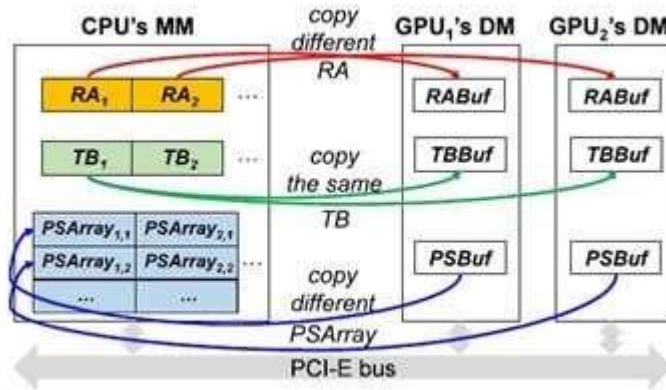 CPU's MM
copy
different
RA
GPU1's DM
GPU2's DM
RA1 RA2 ...
RABuf
RABuf
TB1 TB2 ...
copy
the same
TB
TBBuf
TBBuf
PSArray1,1 PSArray2,1
PSArray1,2 PSArray2,2 ...
... ...
copy
different
PSArray
PSBuf
PSBuf
PCI-E bus